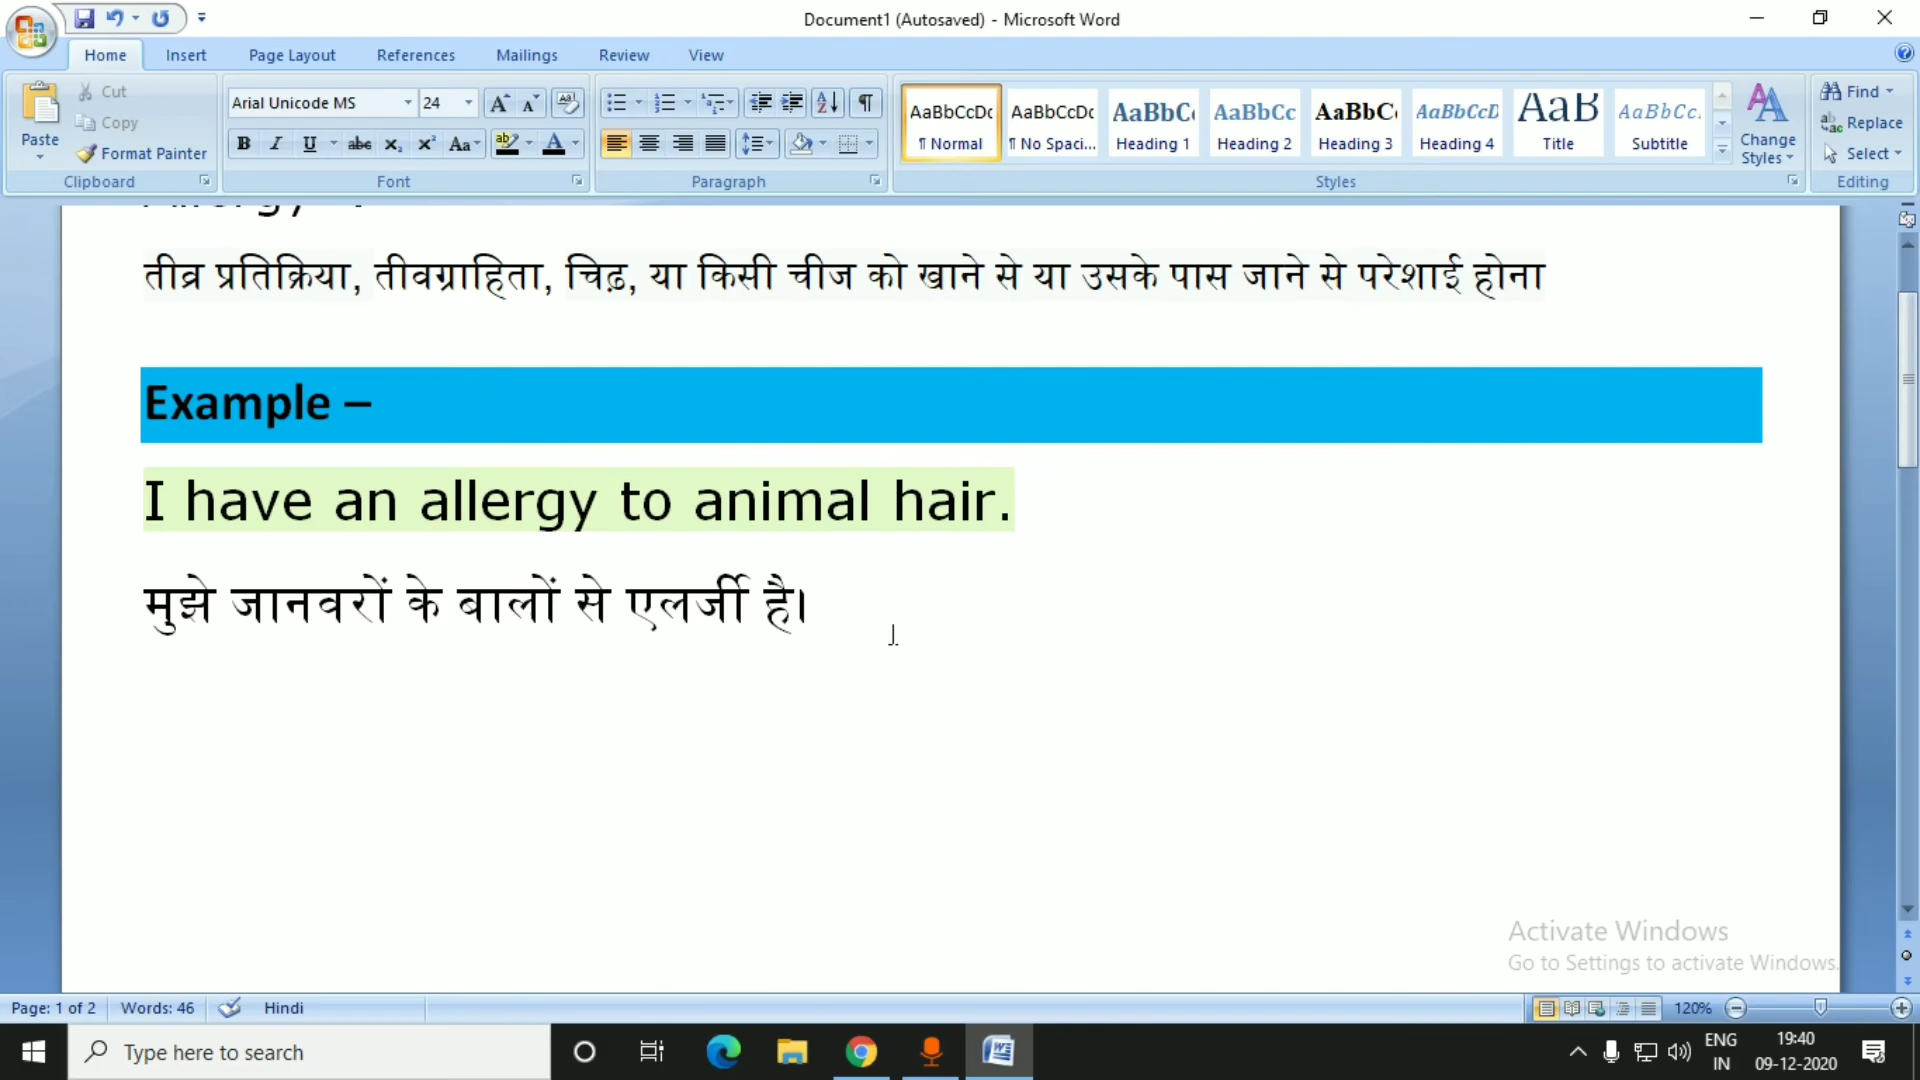 Document1 (Autosaved) - Microsoft Word
Home Insert Page Layout References Mailings Review View
Paste
Cut
Copy
Format Painter
Clipboard
Arial Unicode MS 24
Font
Paragraph
AaBbCcDc AaBbCcDc AaBbC AaBbCc AaBbC AaBbCcD AaB AaBbCc.
¶ Normal ¶ No Spaci... Heading 1 Heading 2 Heading 3 Heading 4 Title Subtitle
Change Styles
Styles
Find
Replace
Select
Editing
तीव्र प्रतिक्रिया, तीवग्राहिता, चिढ़, या किसी चीज को खाने से या उसके पास जाने से परेशाई होना
Example –
I have an allergy to animal hair.
मुझे जानवरों के बालों से एलर्जी है।
Activate Windows
Go to Settings to activate Windows.
Page: 1 of 2 Words: 46 Hindi 120%
Type here to search
ENG 19:40
IN 09-12-2020